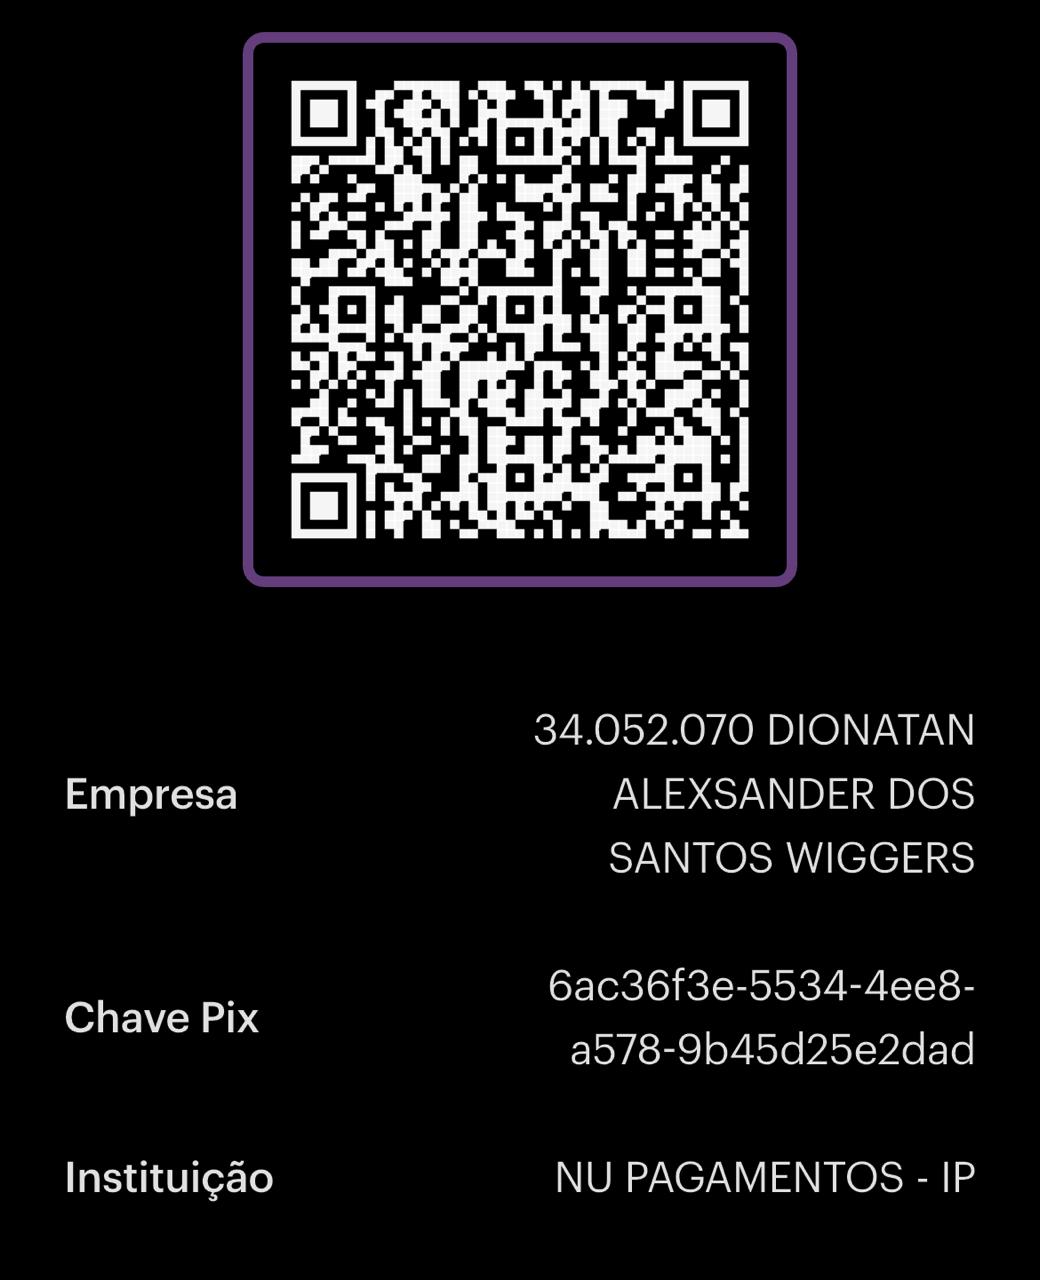 34.052.070 DIONATAN
Empresa ALEXSANDER DOS
SANTOS WIGGERS
6ac36f3e-5534-4ee8-
Chave Pix
a578-9b45d25e2dad
Instituição NU PAGAMENTOS - IP